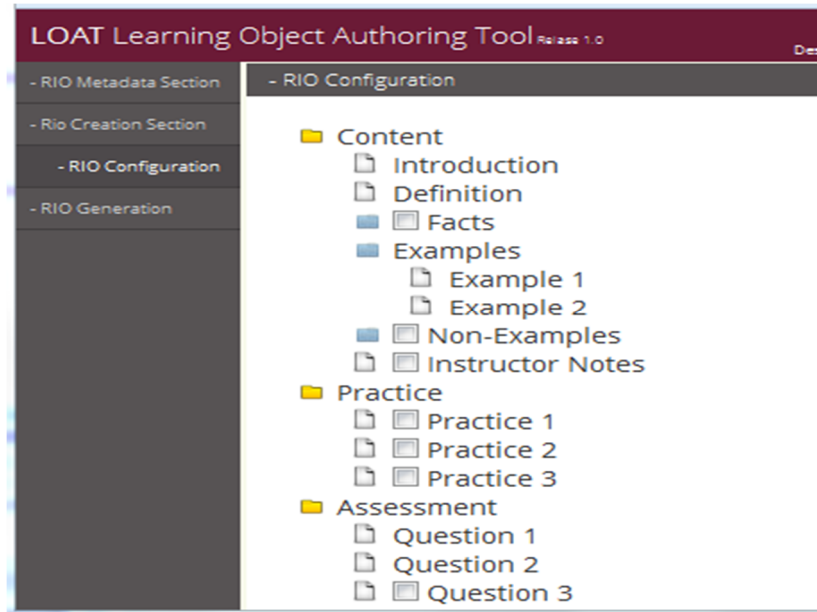 LOAT Learning Object Authoring Tool Relase 1.0
Des
- RIO Metadata Section
- Rio Creation Section
- RIO Configuration
- RIO Generation
- RIO Configuration
Content
Introduction
Definition
Facts
Examples
Example 1
Example 2
Non-Examples
Instructor Notes
Practice
Practice 1
Practice 2
Practice 3
Assessment
Question 1
Question 2
Question 3